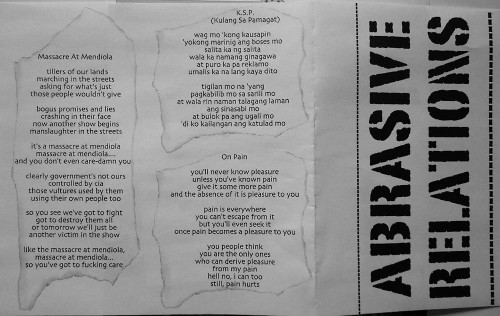 Massacre At Mendiola
tillers of our lands
marching in the streets
asking for what's just
those people wouldn't give
bogus promises and lies
crashing in their face
now another show begins
manslaughter in the streets
it's a massacre at mendiola
massacre at mendiola....
and you don't even care-damn you
clearly government's not ours
controlled by cia
those vultures used by them
using their own people too
so you see we've got to fight
got to destroy them all
or tomorrow we'll just be
another victim in the show
like the massacre at mendiola,
massacre at mendiola...
so you've got to fucking care
K.S.P.
(Kulang Sa Pamagat)
wag mo 'kong kausapin
'yokong marinig ang boses mo
salita ka ng salita
wala ka namang ginagawa
at puro ka pa reklamo
umalis ka na lang kaya dito
tigilan mo na 'yang
pagkabilib mo sa sarili mo
at wala rin naman talagang laman
ang sinasabi mo
at bulok pa ang ugali mo
'di ko kailangan ang katulad mo
On Pain
you'll never know pleasure
unless you've known pain
give it some more pain
and the absence of it is pleasure to you
pain is everywhere
you can't escape from it
but you'll even seek it
once pain becomes a pleasure to you
you people think
you are the only ones
who can derive pleasure
from my pain
hell no, i can too
still, pain hurts
ABRASIVE
RELATIONS